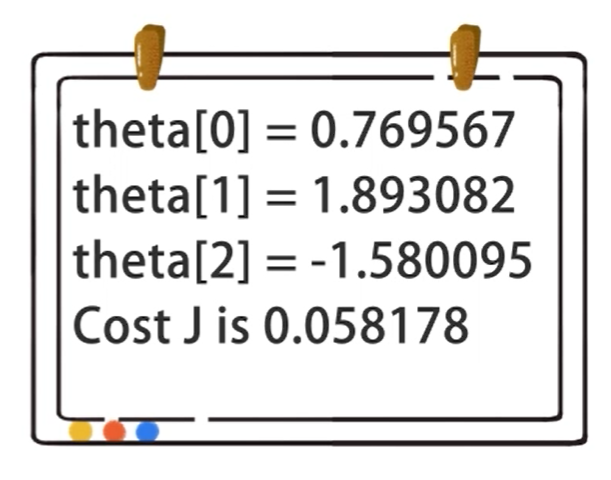 theta[0] = 0.769567
theta[1] = 1.893082
theta[2] = -1.580095
Cost J is 0.058178